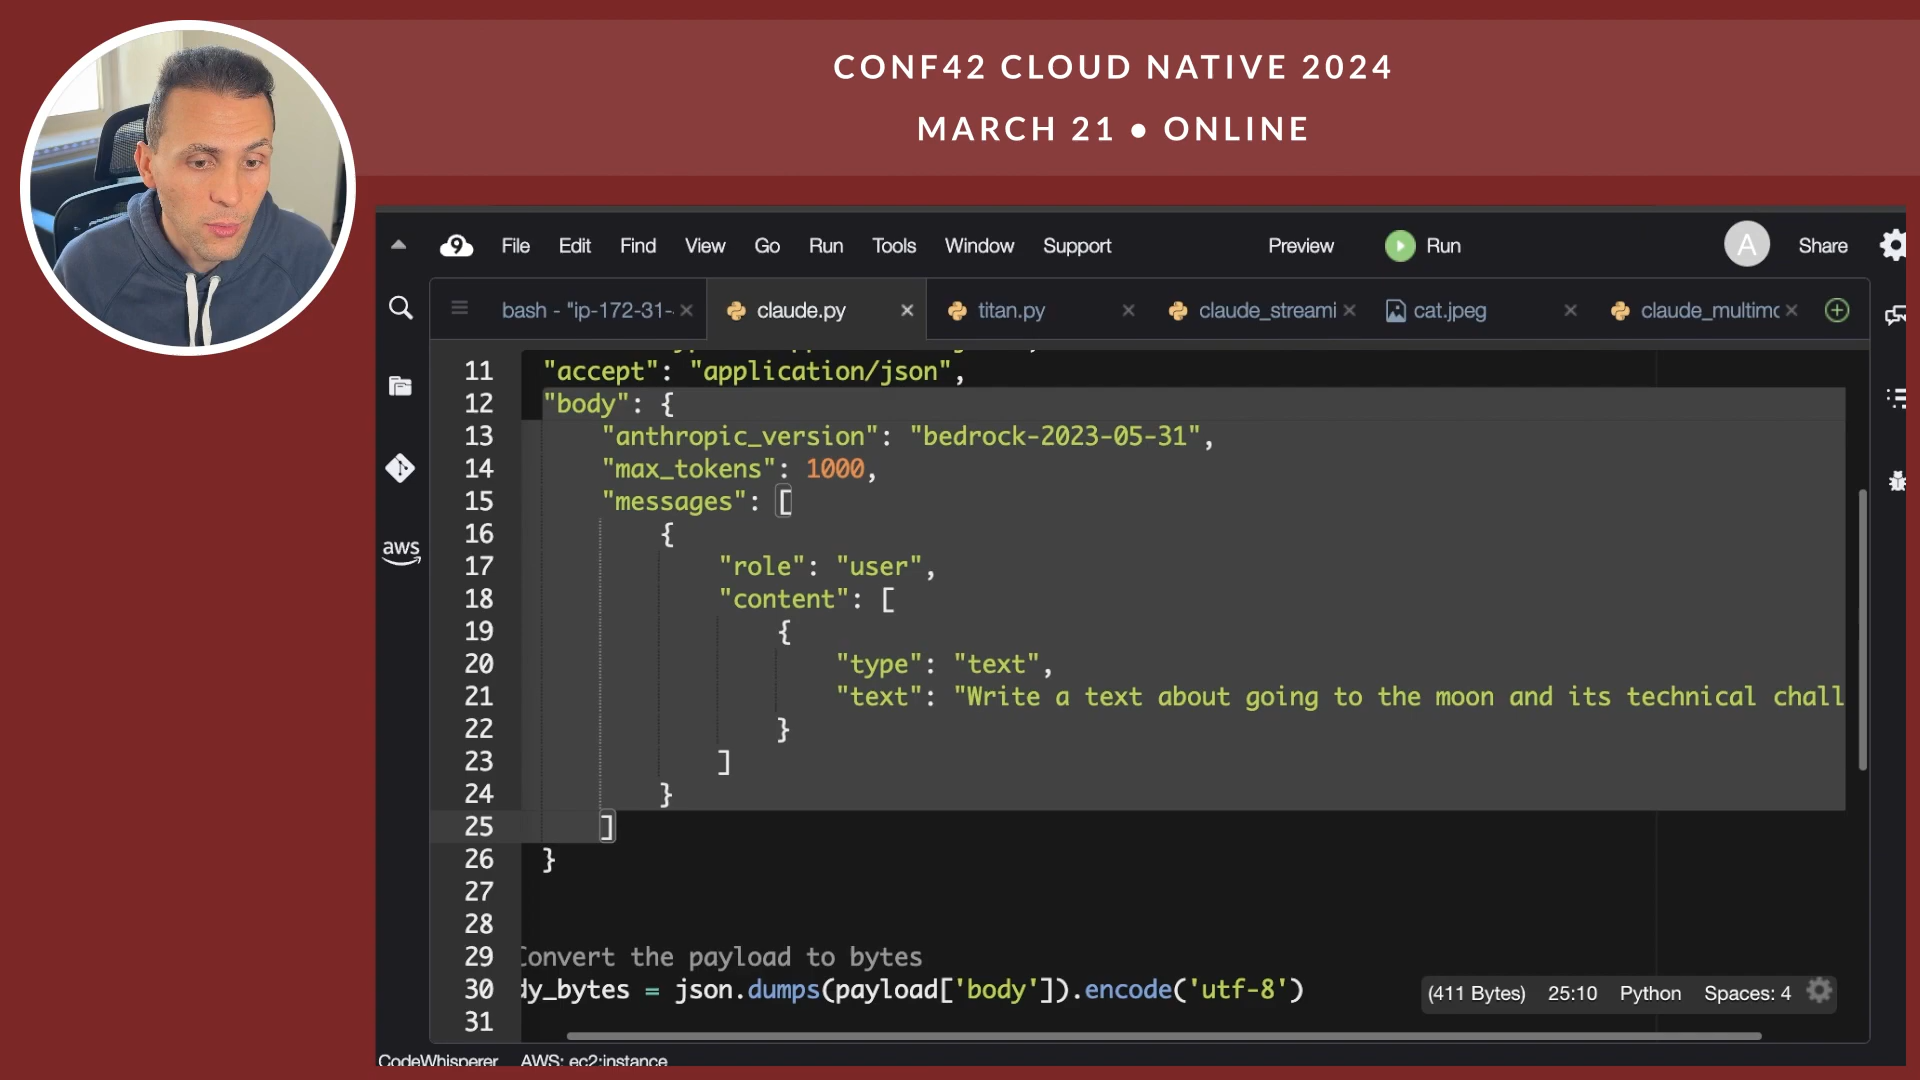 CONF42 CLOUD NATIVE 2024
MARCH 21 • ONLINE
9 File Edit Find View Go Run Tools Window Support Preview Run A Share
bash - "ip-172-31- claude.py titan.py claude_streami cat.jpeg claude_multimo
aws
11 "accept": "application/json",
12 "body": {
13 "anthropic_version": "bedrock-2023-05-31",
14 "max_tokens": 1000,
15 "messages": [
16 {
17 "role": "user",
18 "content": [
19 {
20 "type": "text",
21 "text": "Write a text about going to the moon and its technical chall
22 }
23 ]
24 }
25 ]
26 }
27
28
29 Convert the payload to bytes
30 dy_bytes = json.dumps(payload['body']).encode('utf-8')
31
(411 Bytes) 25:10 Python Spaces: 4
CodeWhisperer AWS: ec2:instance